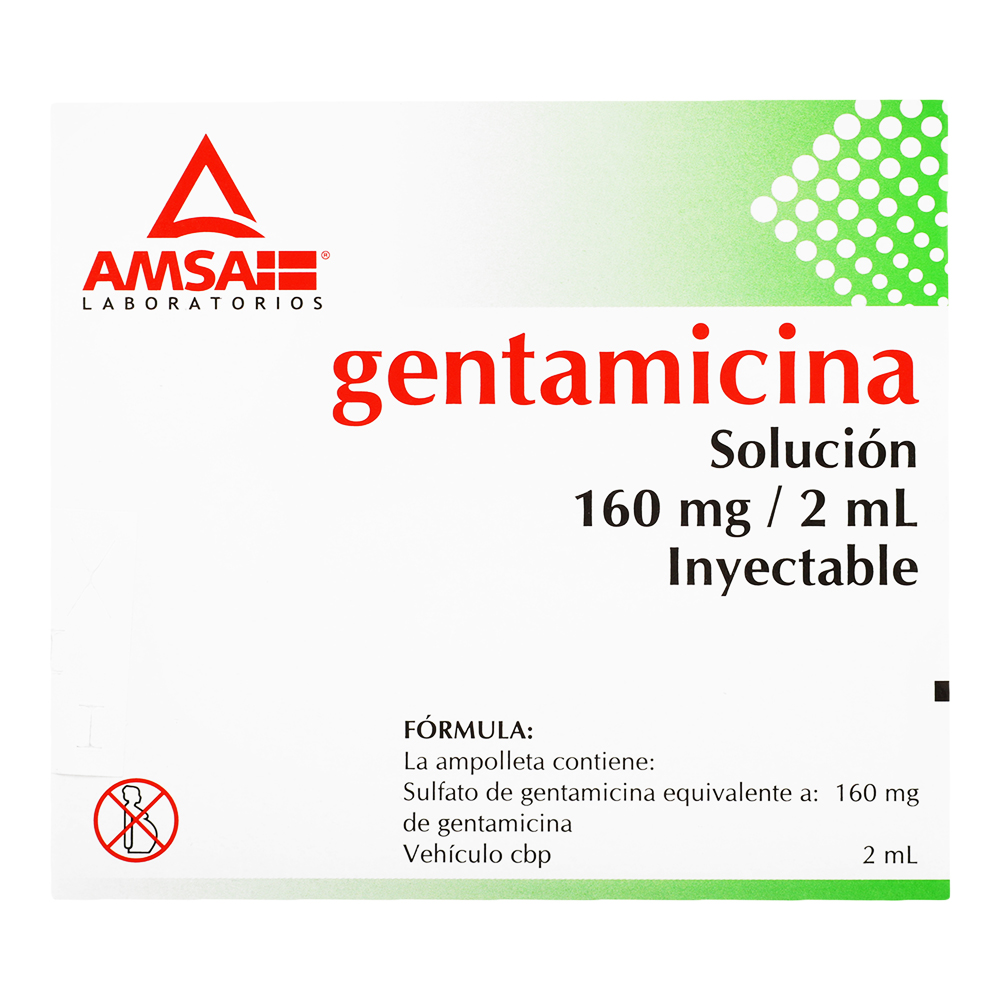 AMSA®
LABORATORIOS
gentamicina
Solución
160 mg / 2 mL
Inyectable
FÓRMULA:
La ampolleta contiene:
Sulfato de gentamicina equivalente a: 160 mg
de gentamicina
Vehículo cbp 2 mL